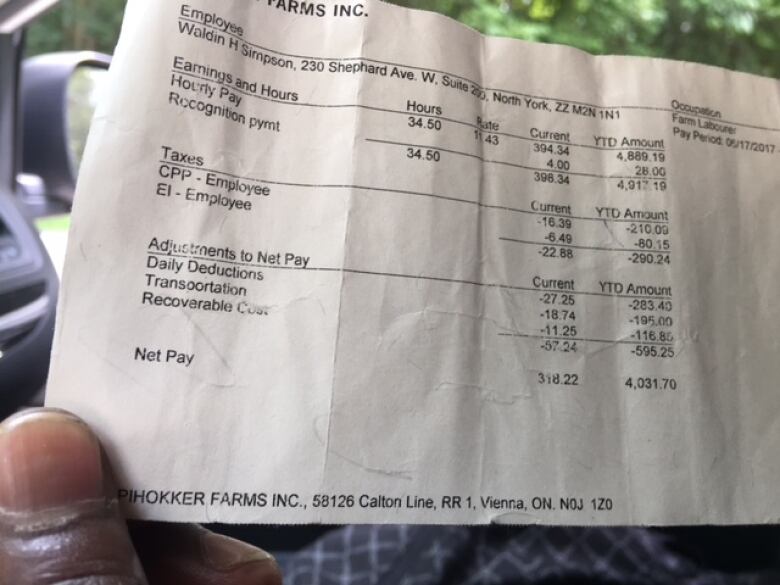 FARMS INC.
Employee
Waldin H Simpson, 230 Shephard Ave. W, Suite North York, ZZ M2N 1N1
Occupation
Farm Labourer
Pay Period: 06/17/2017 -
Earnings and Hours Hours Rate Current YTD Amount
Hourly Pay 34.50 11.43 394.34 4,889.19
Recognition pymt 4.00 28.00
34.50 398.34 4,917.19
Taxes Current YTD Amount
CPP - Employee -16.39 -210.09
EI - Employee -6.49 -80.15
-22.88 -290.24
Adjustments to Net Pay Current YTD Amount
Daily Deductions -27.25 -283.40
Transportation -18.74 -195.00
Recoverable Cost -11.25 -116.85
-57.24 -595.25
Net Pay 318.22 4,031.70
PIHOKKER FARMS INC., 58126 Calton Line, RR 1, Vienna, ON. N0J 1Z0